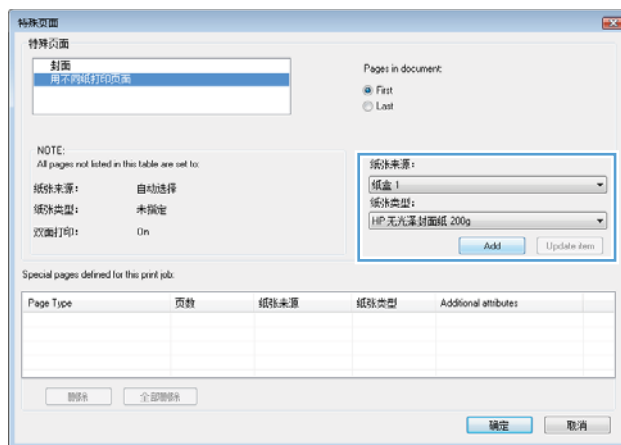 特殊页面
特殊页面
封面
用不同纸打印页面
Pages in document:
First
Last
NOTE:
All pages not listed in this table are set to:
纸张来源: 自动选择
纸张类型: 未指定
双面打印: On
纸张来源:
纸盒 1
纸张类型:
HP 无光泽封面纸 200g
Add Update item
Special pages defined for this print job:
Page Type 页数 纸张来源 纸张类型 Additional attributes
删除 全部删除
确定 取消